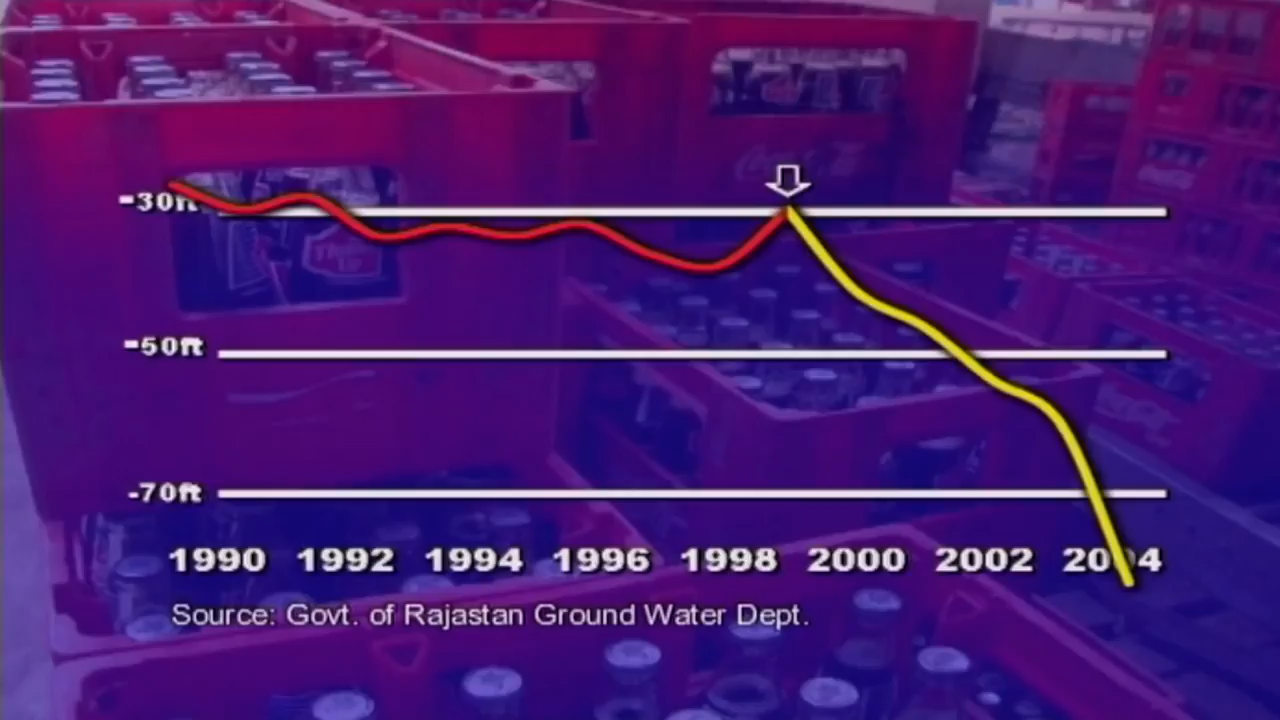 -30ft
-50ft
-70ft
1990 1992 1994 1996 1998 2000 2002 2004
Source: Govt. of Rajastan Ground Water Dept.